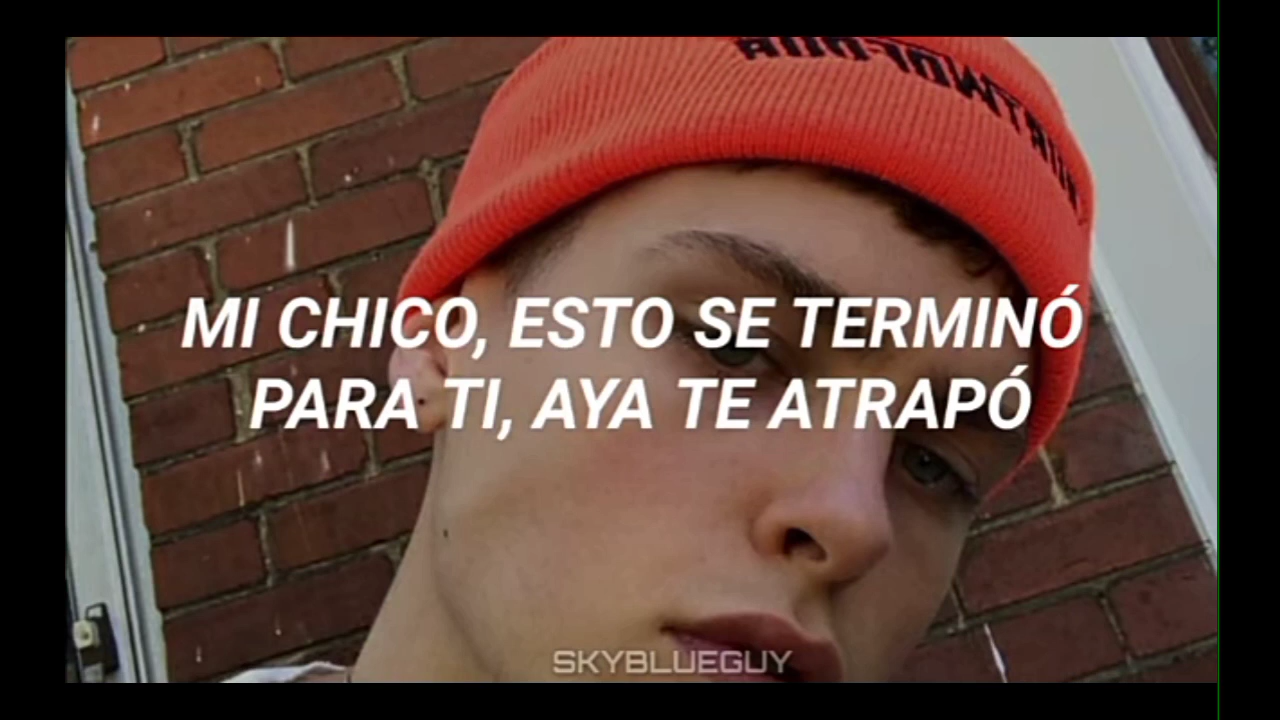 MI CHICO, ESTO SE TERMINÓ
PARA TI, AYA TE ATRAPÓ
SKYBLUEGUY